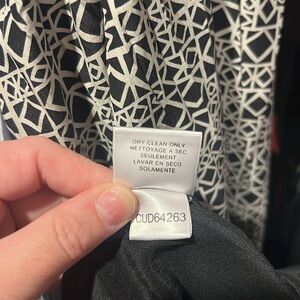 DRY CLEAN ONLY
NETTOYAGE A SEC
SEULEMENT
LAVAR EN SECO
SOLAMENTE
CUD64263